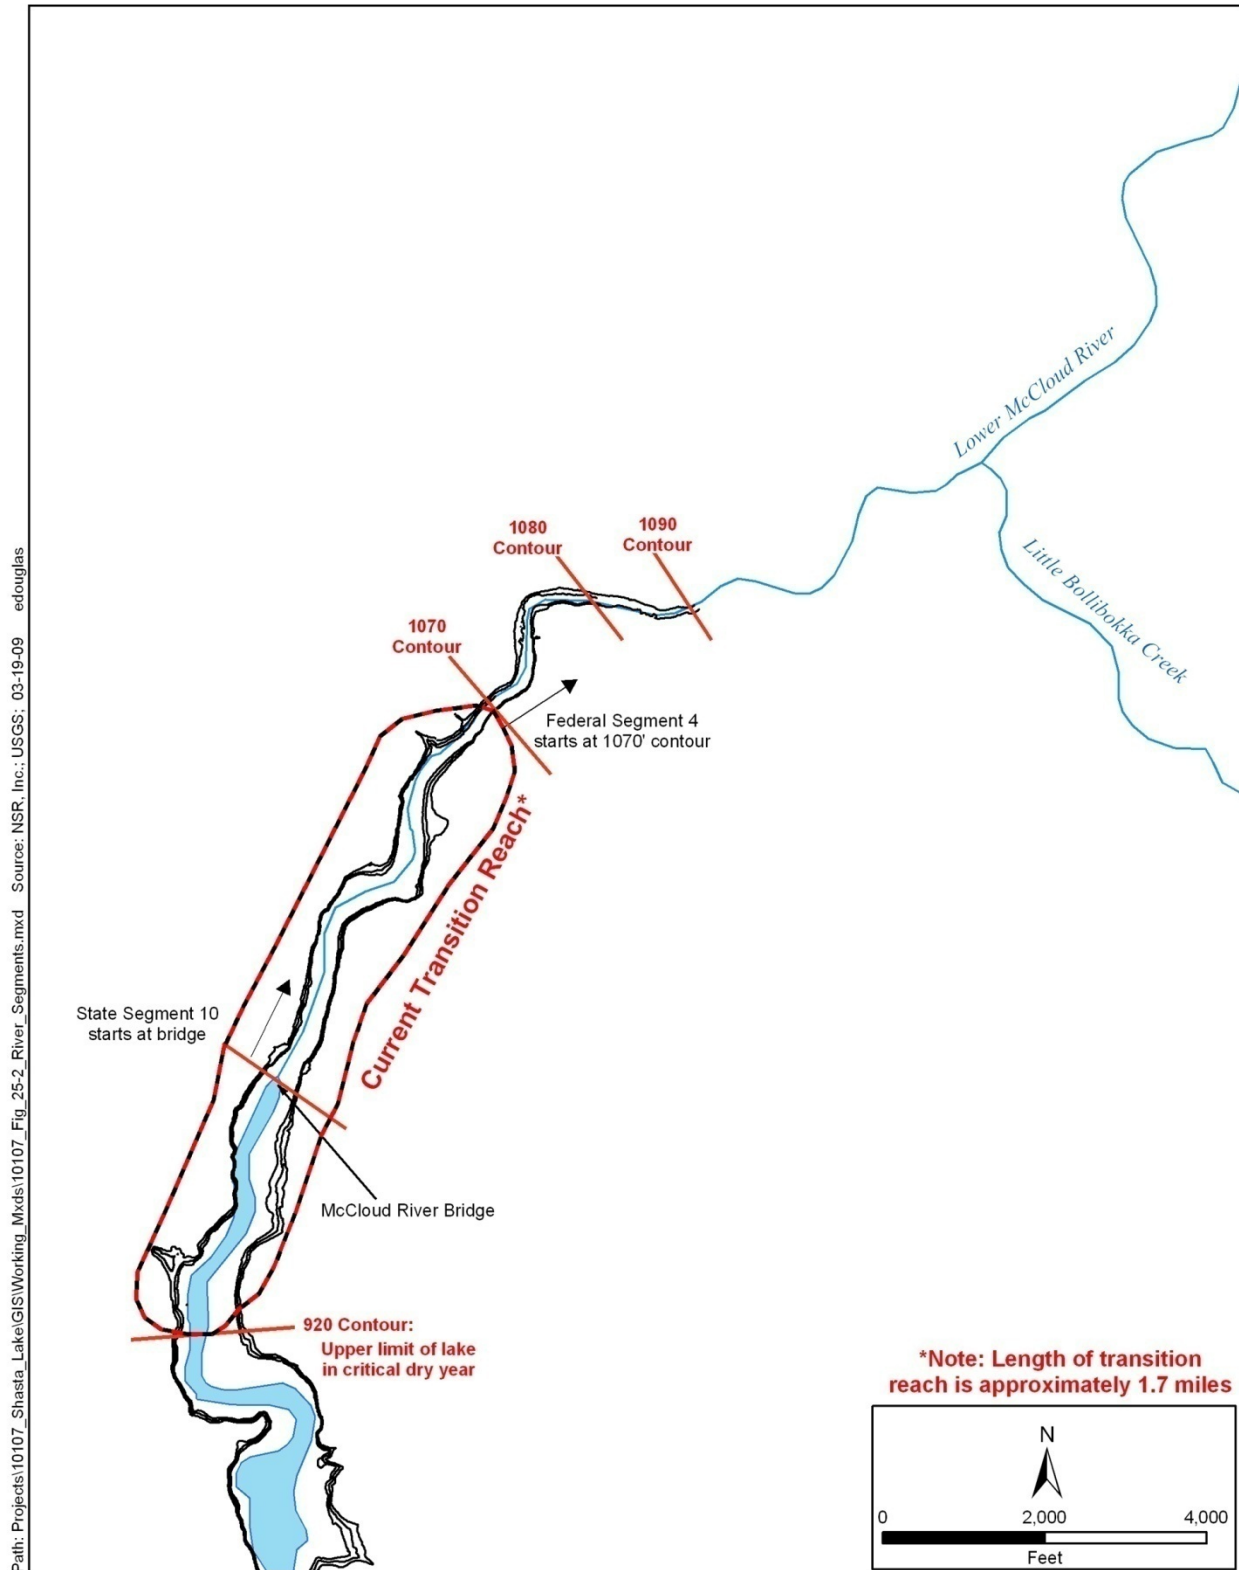 Lower McCloud River
1080
Contour
1090
Contour
Little Bollibokka Creek
1070
Contour
Federal Segment 4
starts at 1070' contour
Current Transition Reach*
State Segment 10
starts at bridge
McCloud River Bridge
920 Contour:
Upper limit of lake
in critical dry year
*Note: Length of transition
reach is approximately 1.7 miles
N
0 2,000 4,000
Feet
Path: Projects\10107_Shasta_Lake\GIS\Working_Mxds\10107_Fig_25-2_River_Segments.mxd Source: NSR, Inc.; USGS; 03-19-09 edouglas